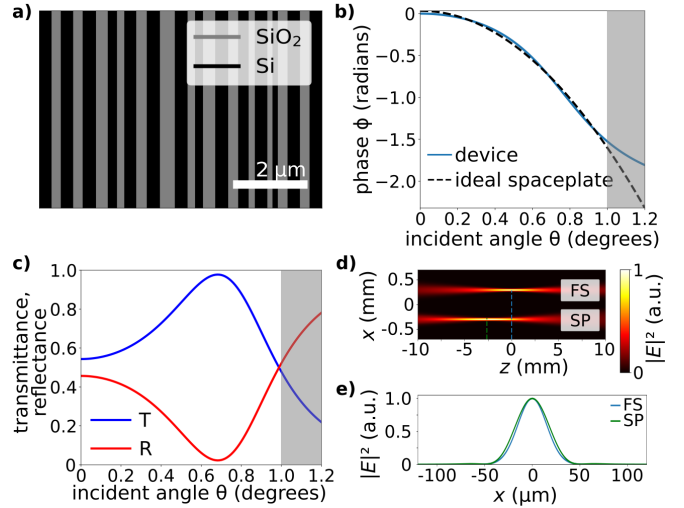 a)
SiO₂
Si
2 μm
b)
phase ϕ (radians)
0
−0.5
−1.0
−1.5
−2.0
device
ideal spaceplate
0 0.2 0.4 0.6 0.8 1.0 1.2
incident angle θ (degrees)
c)
transmittance,
reflectance
1.0
0.8
0.6
0.4
0.2
0
T
R
0 0.2 0.4 0.6 0.8 1.0 1.2
incident angle θ (degrees)
d)
x (mm)
0.5
0
−0.5
FS
SP
-10 -5 0 5 10
z (mm)
1
0
|E|² (a.u.)
e)
|E|² (a.u.)
1.0
0.5
0
FS
SP
-100 -50 0 50 100
x (μm)